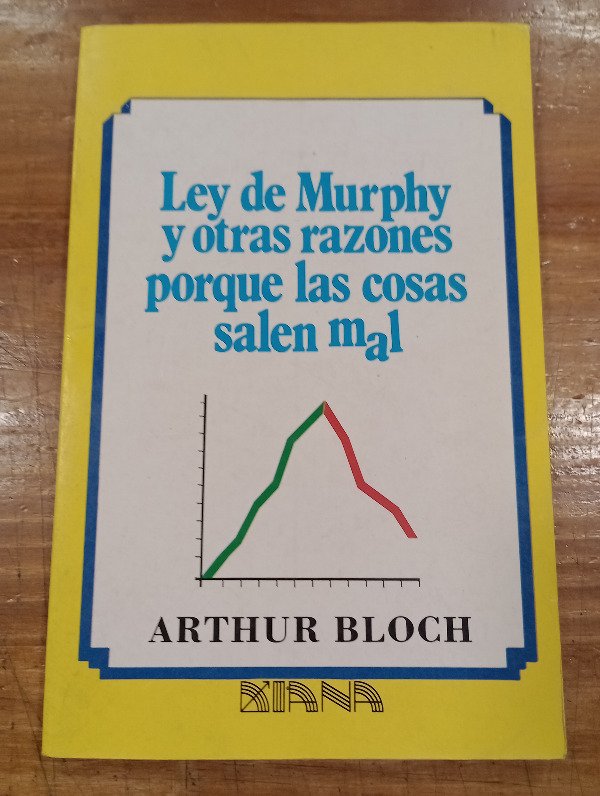 Ley de Murphy
y otras razones
porque las cosas
salen mal
ARTHUR BLOCH
DIANA